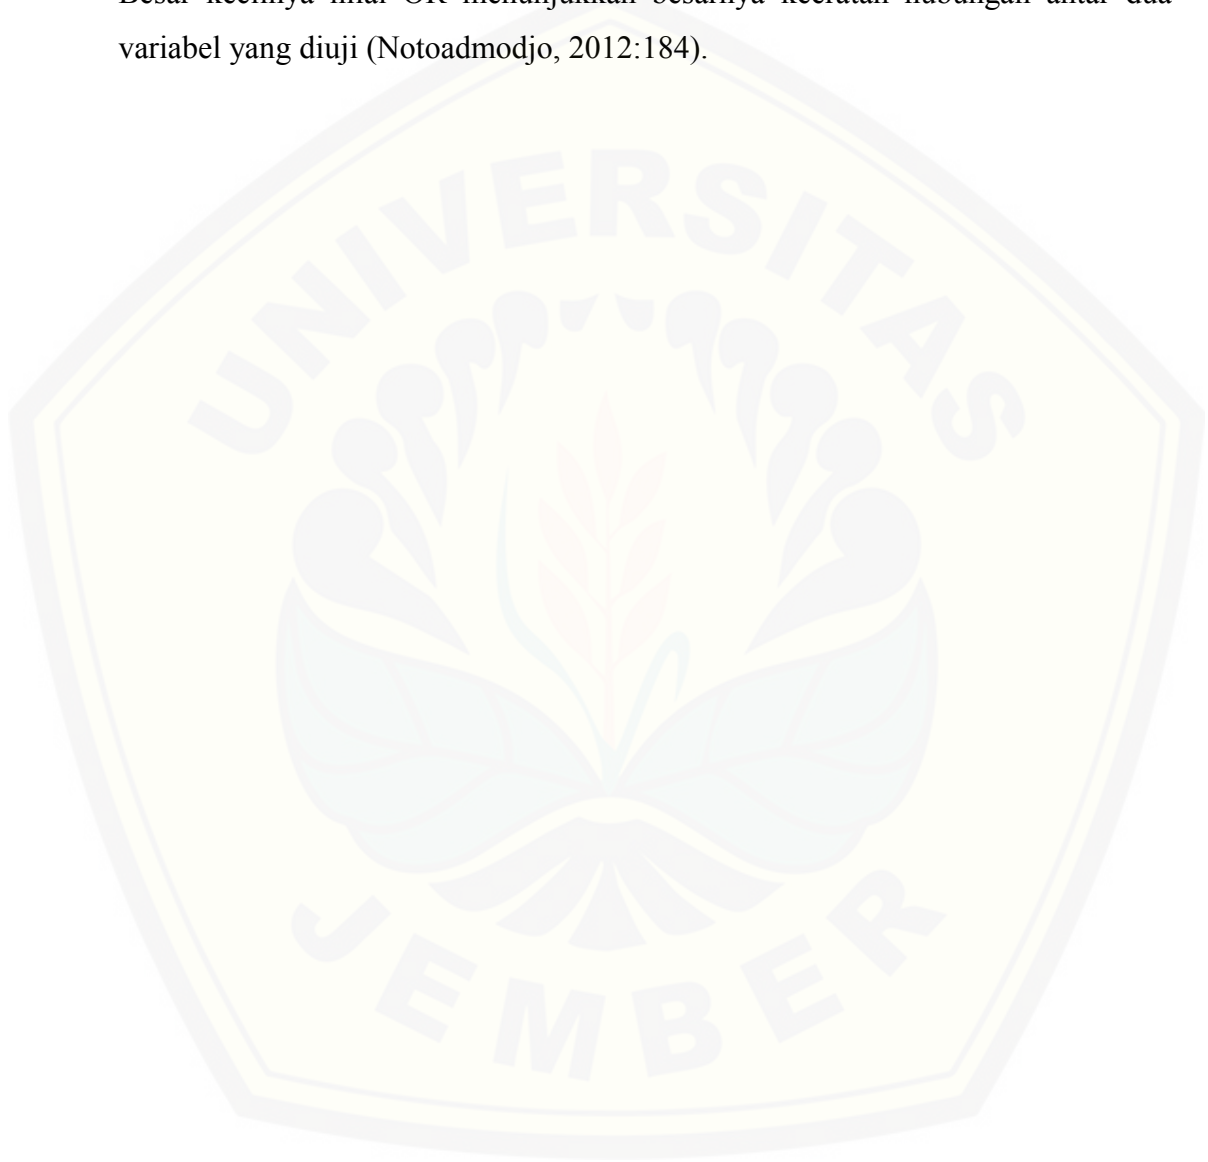 Besar kecilnya nilai OR menunjukkan besarnya keeratan hubungan antar dua
variabel yang diuji (Notoadmodjo, 2012:184).
UNIVERSITAS
JEMBER